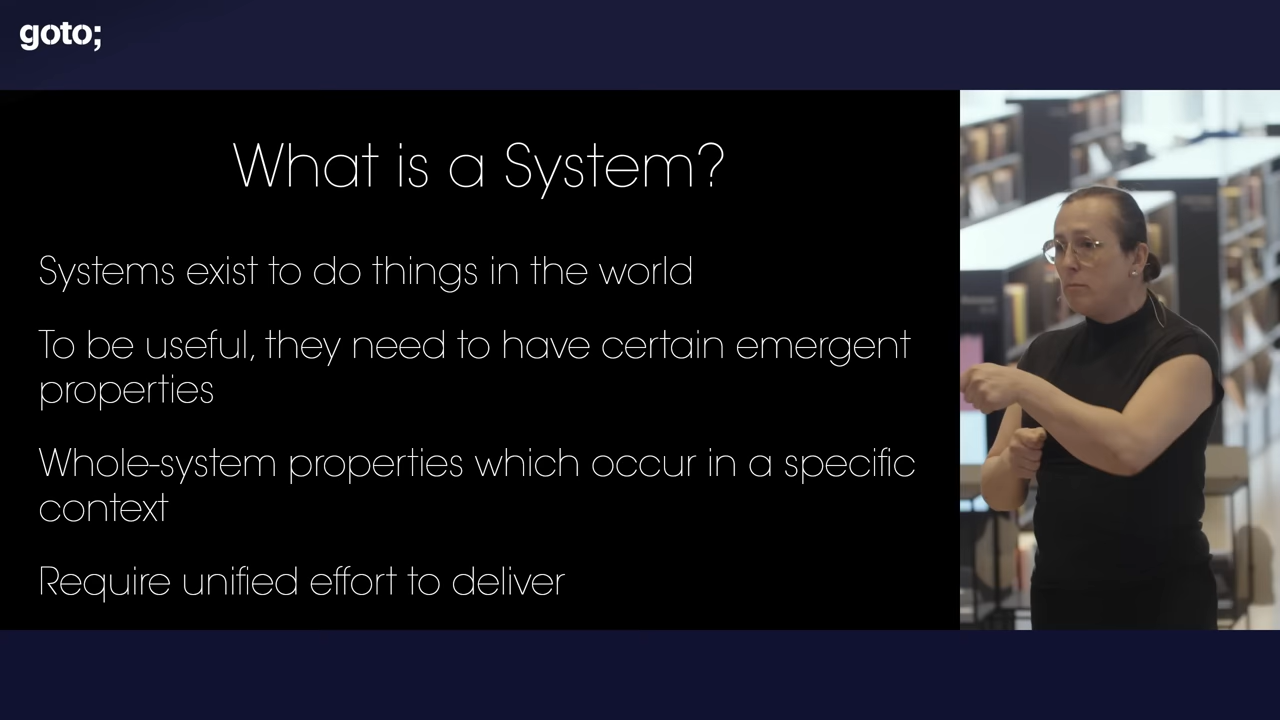 goto;
What is a System?
Systems exist to do things in the world
To be useful, they need to have certain emergent
properties
Whole-system properties which occur in a specific
context
Require unified effort to deliver